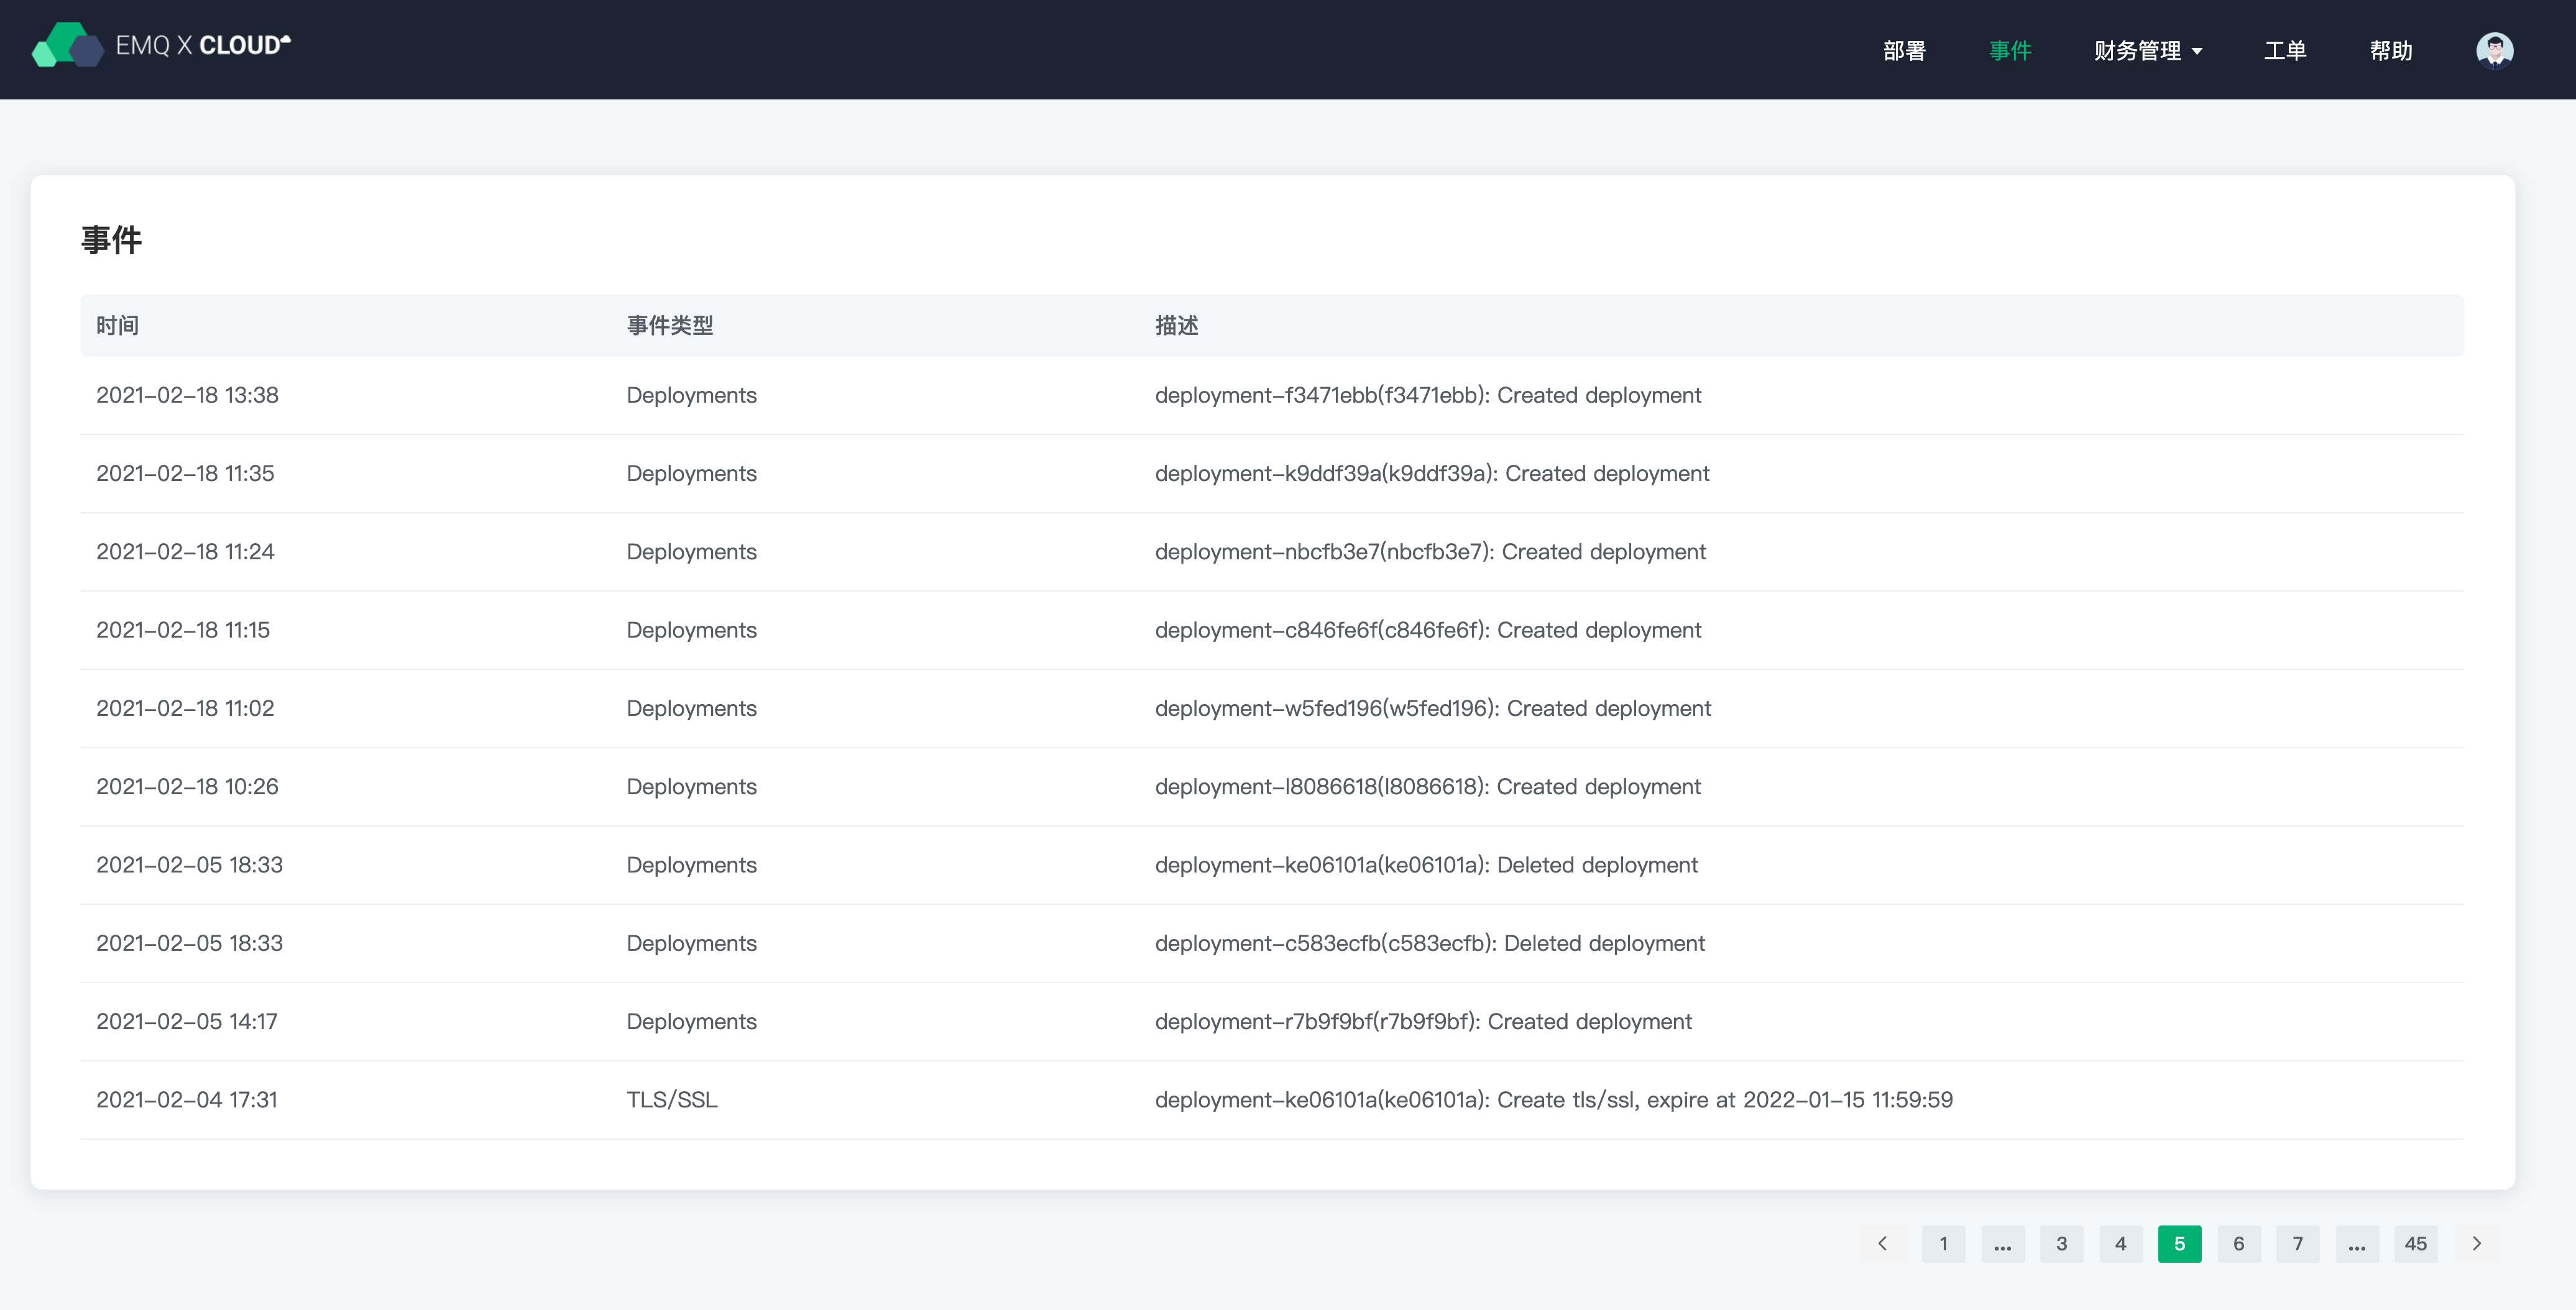 EMQ X CLOUD
部署 事件 财务管理 工单 帮助
事件
时间 事件类型 描述
2021-02-18 13:38 Deployments deployment-f3471ebb(f3471ebb): Created deployment
2021-02-18 11:35 Deployments deployment-k9ddf39a(k9ddf39a): Created deployment
2021-02-18 11:24 Deployments deployment-nbcfb3e7(nbcfb3e7): Created deployment
2021-02-18 11:15 Deployments deployment-c846fe6f(c846fe6f): Created deployment
2021-02-18 11:02 Deployments deployment-w5fed196(w5fed196): Created deployment
2021-02-18 10:26 Deployments deployment-l8086618(l8086618): Created deployment
2021-02-05 18:33 Deployments deployment-ke06101a(ke06101a): Deleted deployment
2021-02-05 18:33 Deployments deployment-c583ecfb(c583ecfb): Deleted deployment
2021-02-05 14:17 Deployments deployment-r7b9f9bf(r7b9f9bf): Created deployment
2021-02-04 17:31 TLS/SSL deployment-ke06101a(ke06101a): Create tls/ssl, expire at 2022-01-15 11:59:59
1 ... 3 4 5 6 7 ... 45